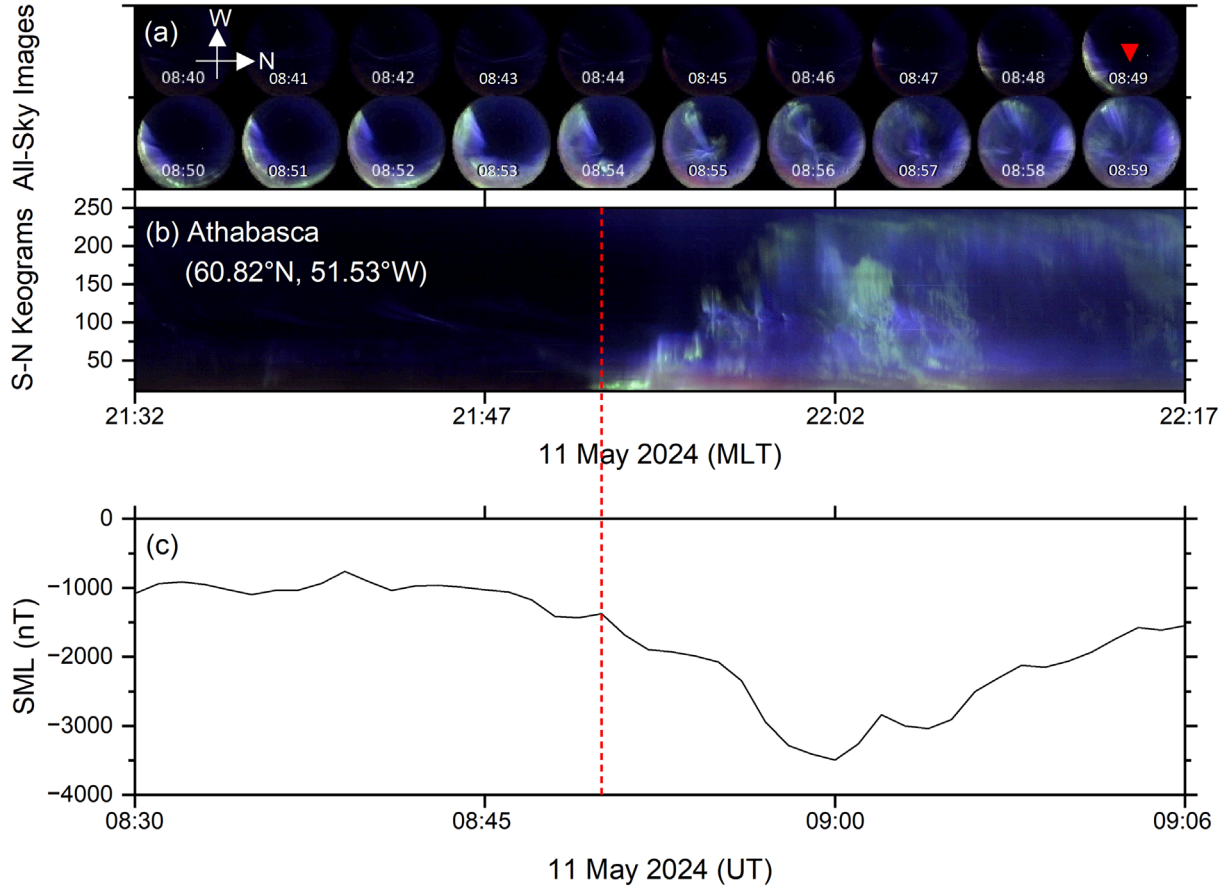 All-Sky Images
(a)
W
N
08:40 08:41 08:42 08:43 08:44 08:45 08:46 08:47 08:48 08:49
08:50 08:51 08:52 08:53 08:54 08:55 08:56 08:57 08:58 08:59
S-N Keograms
250
200
150
100
50
(b) Athabasca
(60.82°N, 51.53°W)
21:32 21:47 22:02 22:17
11 May 2024 (MLT)
SML (nT)
0
−1000
−2000
−3000
−4000
(c)
08:30 08:45 09:00 09:06
11 May 2024 (UT)